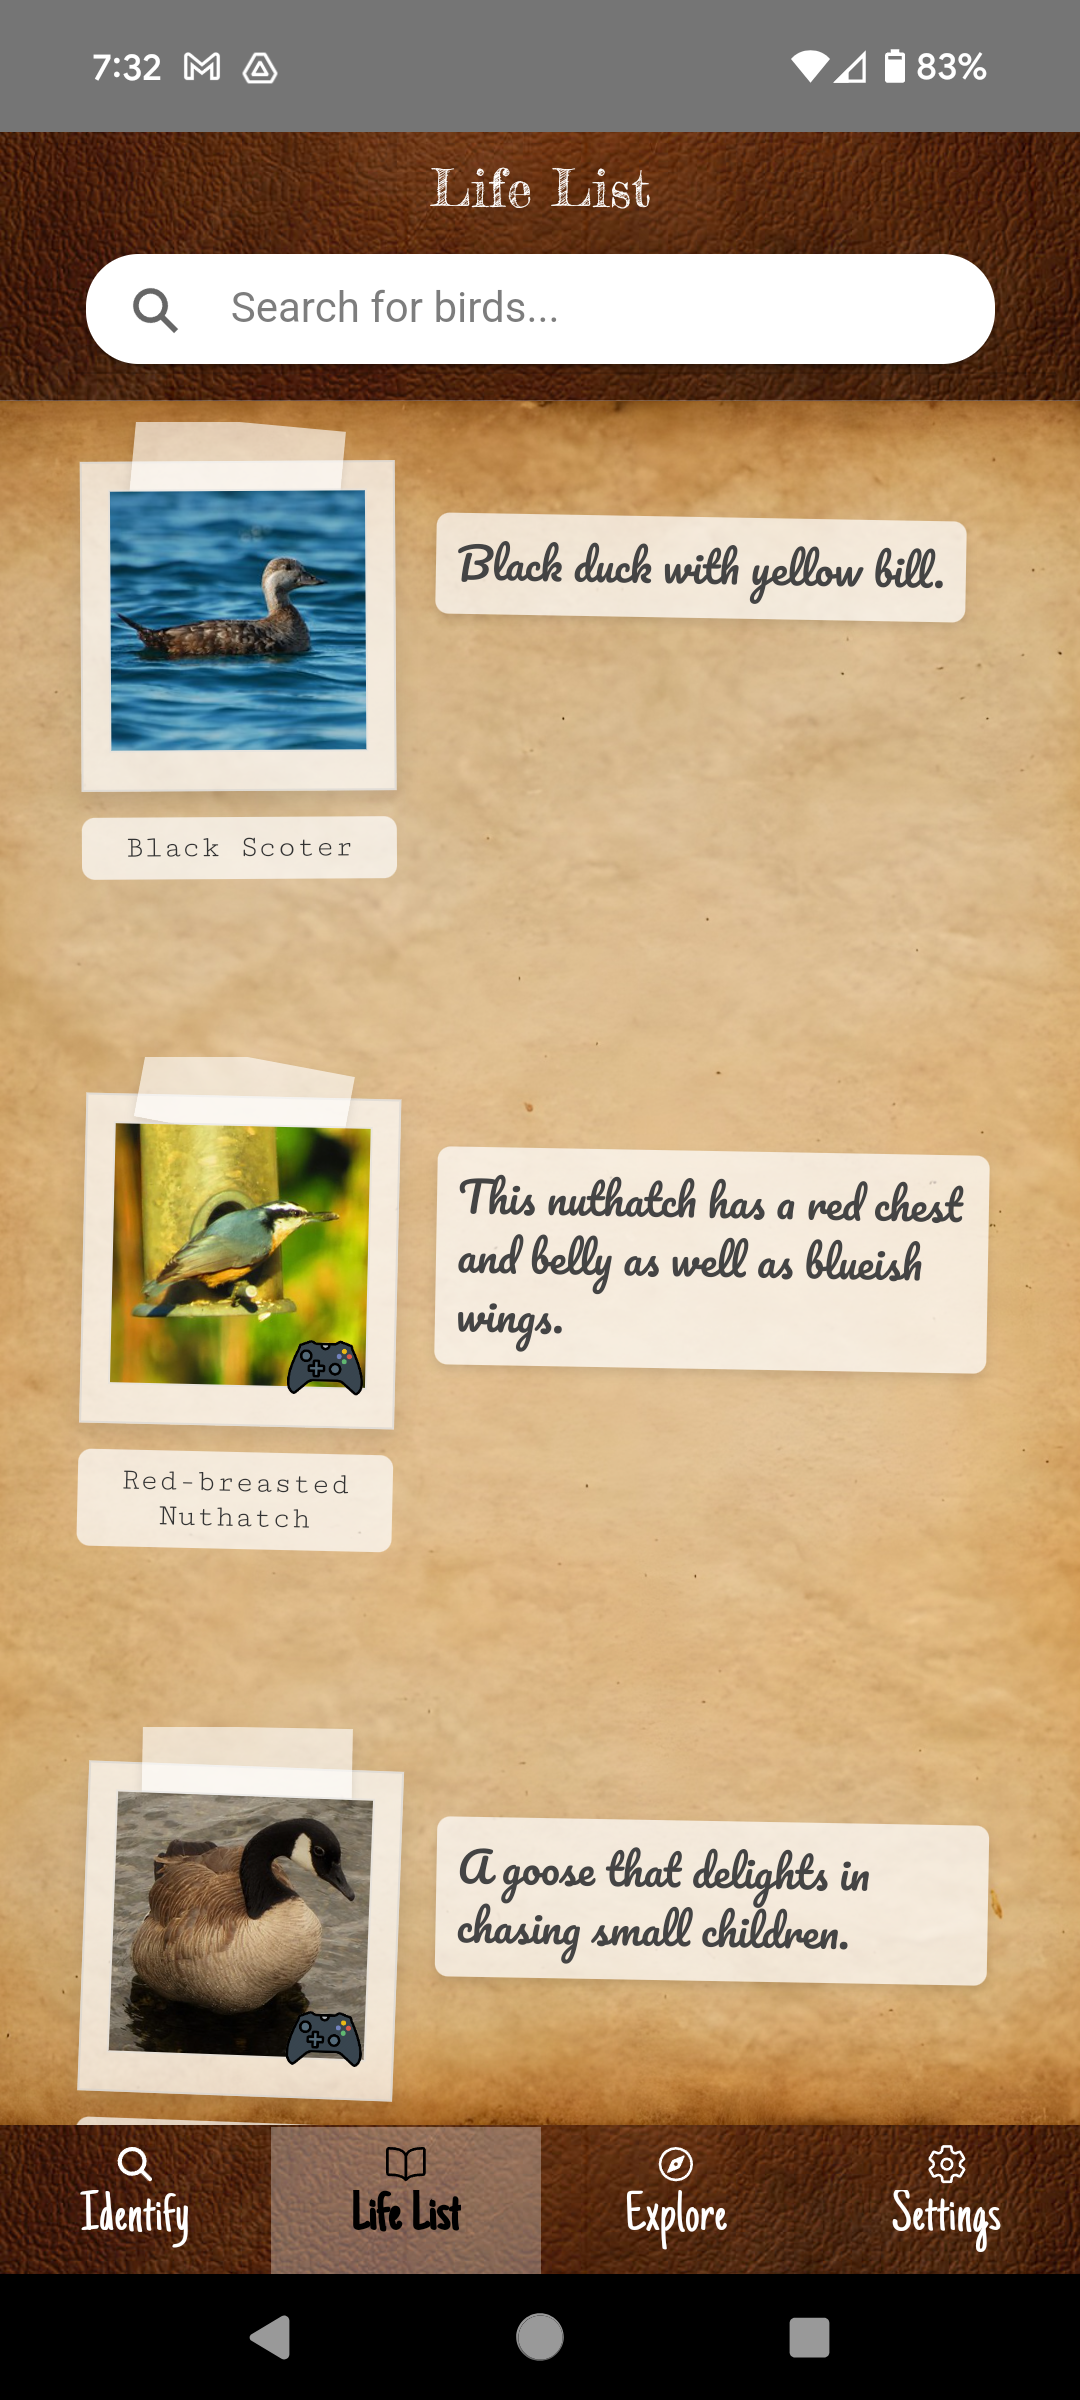 7:32
83%
Life List
Search for birds...
Black duck with yellow bill.
Black Scoter
This nuthatch has a red chest
and belly as well as blueish
wings.
Red-breasted
Nuthatch
A goose that delights in
chasing small children.
Identify
Life List
Explore
Settings